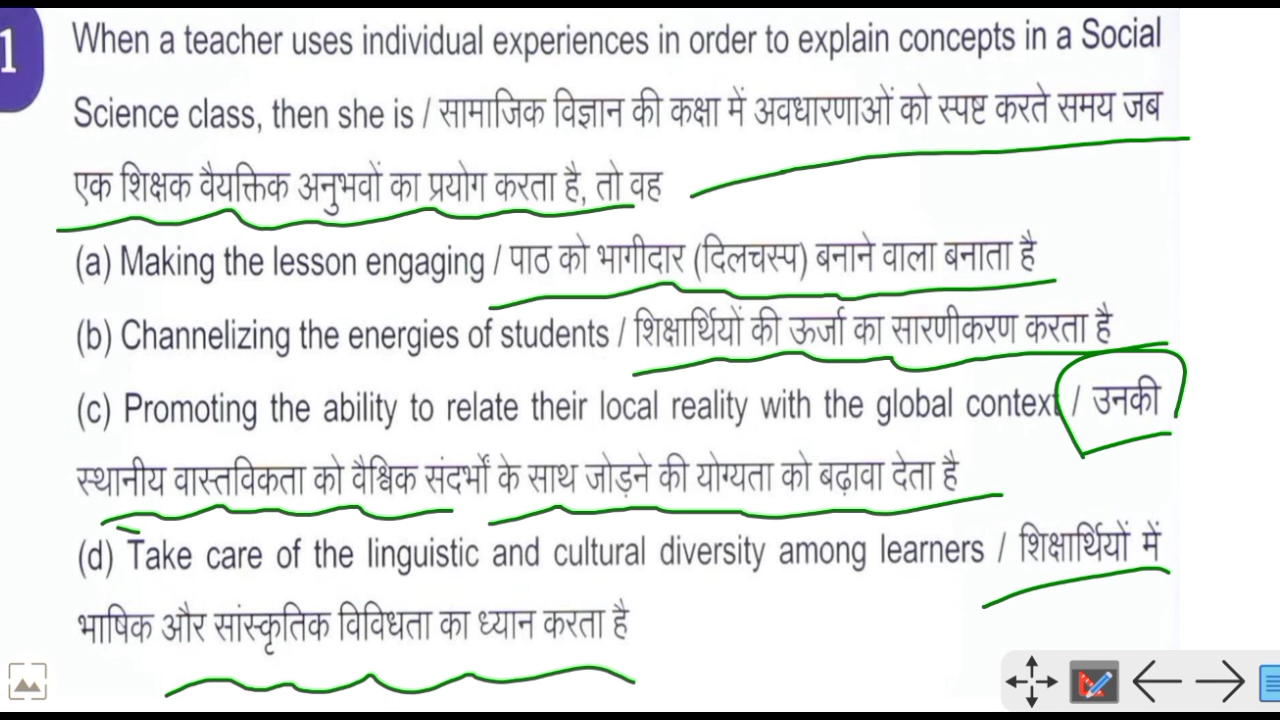 1
When a teacher uses individual experiences in order to explain concepts in a Social
Science class, then she is / सामाजिक विज्ञान की कक्षा में अवधारणाओं को स्पष्ट करते समय जब
एक शिक्षक वैयक्तिक अनुभवों का प्रयोग करता है, तो वह
(a) Making the lesson engaging / पाठ को भागीदार (दिलचस्प) बनाने वाला बनाता है
(b) Channelizing the energies of students / शिक्षार्थियों की ऊर्जा का सारणीकरण करता है
(c) Promoting the ability to relate their local reality with the global context / उनकी
स्थानीय वास्तविकता को वैश्विक संदर्भों के साथ जोड़ने की योग्यता को बढ़ावा देता है
(d) Take care of the linguistic and cultural diversity among learners / शिक्षार्थियों में
भाषिक और सांस्कृतिक विविधता का ध्यान करता है